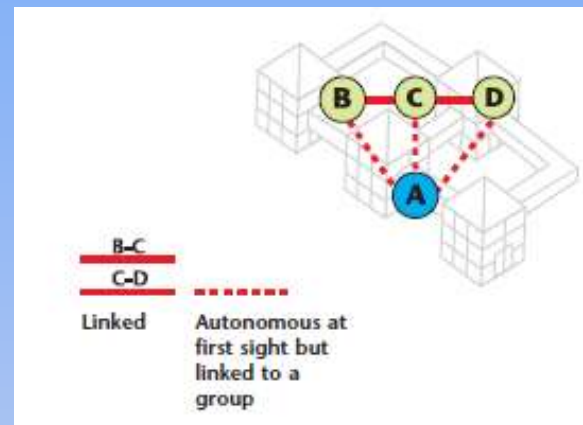 B C D
A
B-C
C-D
Linked
Autonomous at
first sight but
linked to a
group